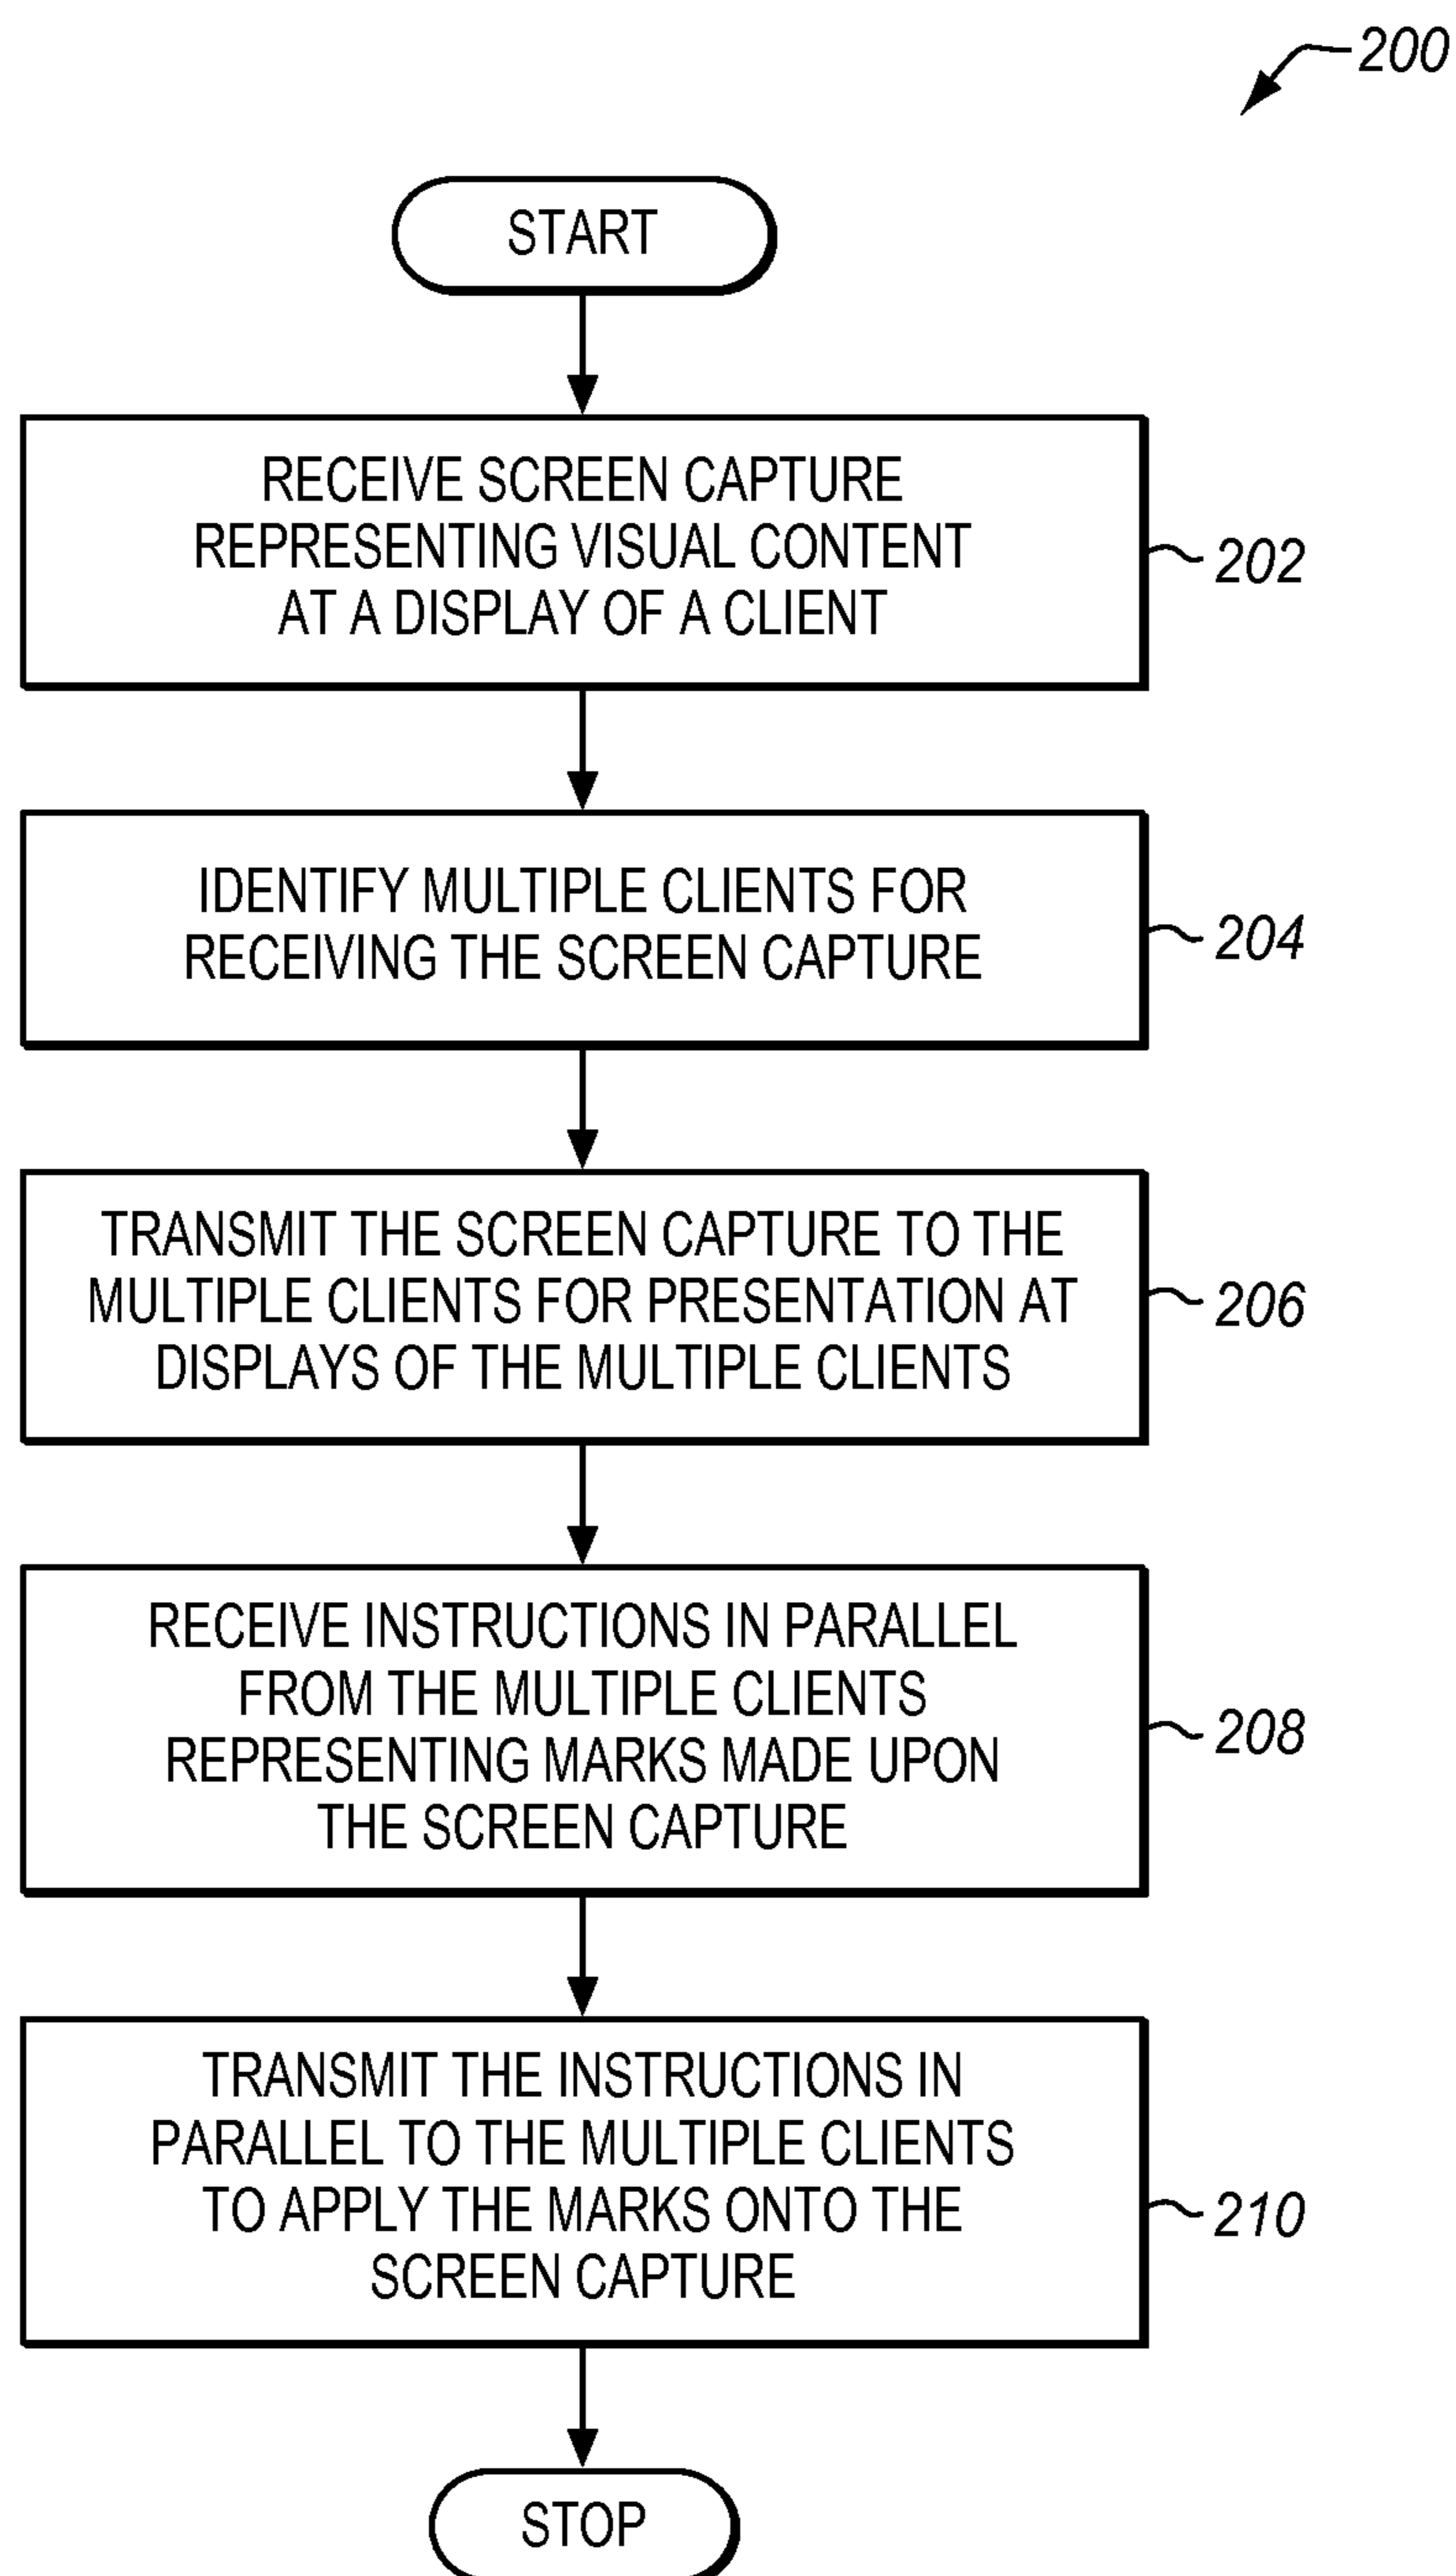 200
START
RECEIVE SCREEN CAPTURE
REPRESENTING VISUAL CONTENT
AT A DISPLAY OF A CLIENT
202
IDENTIFY MULTIPLE CLIENTS FOR
RECEIVING THE SCREEN CAPTURE
204
TRANSMIT THE SCREEN CAPTURE TO THE
MULTIPLE CLIENTS FOR PRESENTATION AT
DISPLAYS OF THE MULTIPLE CLIENTS
206
RECEIVE INSTRUCTIONS IN PARALLEL
FROM THE MULTIPLE CLIENTS
REPRESENTING MARKS MADE UPON
THE SCREEN CAPTURE
208
TRANSMIT THE INSTRUCTIONS IN
PARALLEL TO THE MULTIPLE CLIENTS
TO APPLY THE MARKS ONTO THE
SCREEN CAPTURE
210
STOP